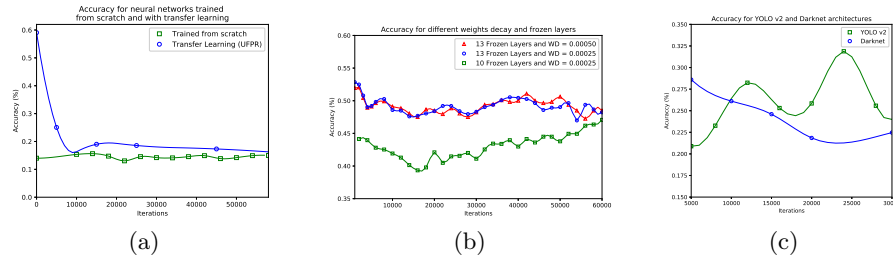 Accuracy for neural networks trained
from scratch and with transfer learning
Trained from scratch
Transfer Learning (UFPR)
Accuracy (%)
0.6
0.5
0.4
0.3
0.2
0.1
0.0
0 10000 20000 30000 40000 50000
Iterations
(a)
Accuracy for different weights decay and frozen layers
13 Frozen Layers and WD = 0.00050
13 Frozen Layers and WD = 0.00025
10 Frozen Layers and WD = 0.00025
Accuracy (%)
0.60
0.55
0.50
0.45
0.40
0.35
10000 20000 30000 40000 50000 60000
Iterations
(b)
Accuracy for YOLO v2 and Darknet architectures
YOLO v2
Darknet
Accuracy (%)
0.350
0.325
0.300
0.275
0.250
0.225
0.200
0.175
0.150
5000 10000 15000 20000 25000 3000
Iterations
(c)